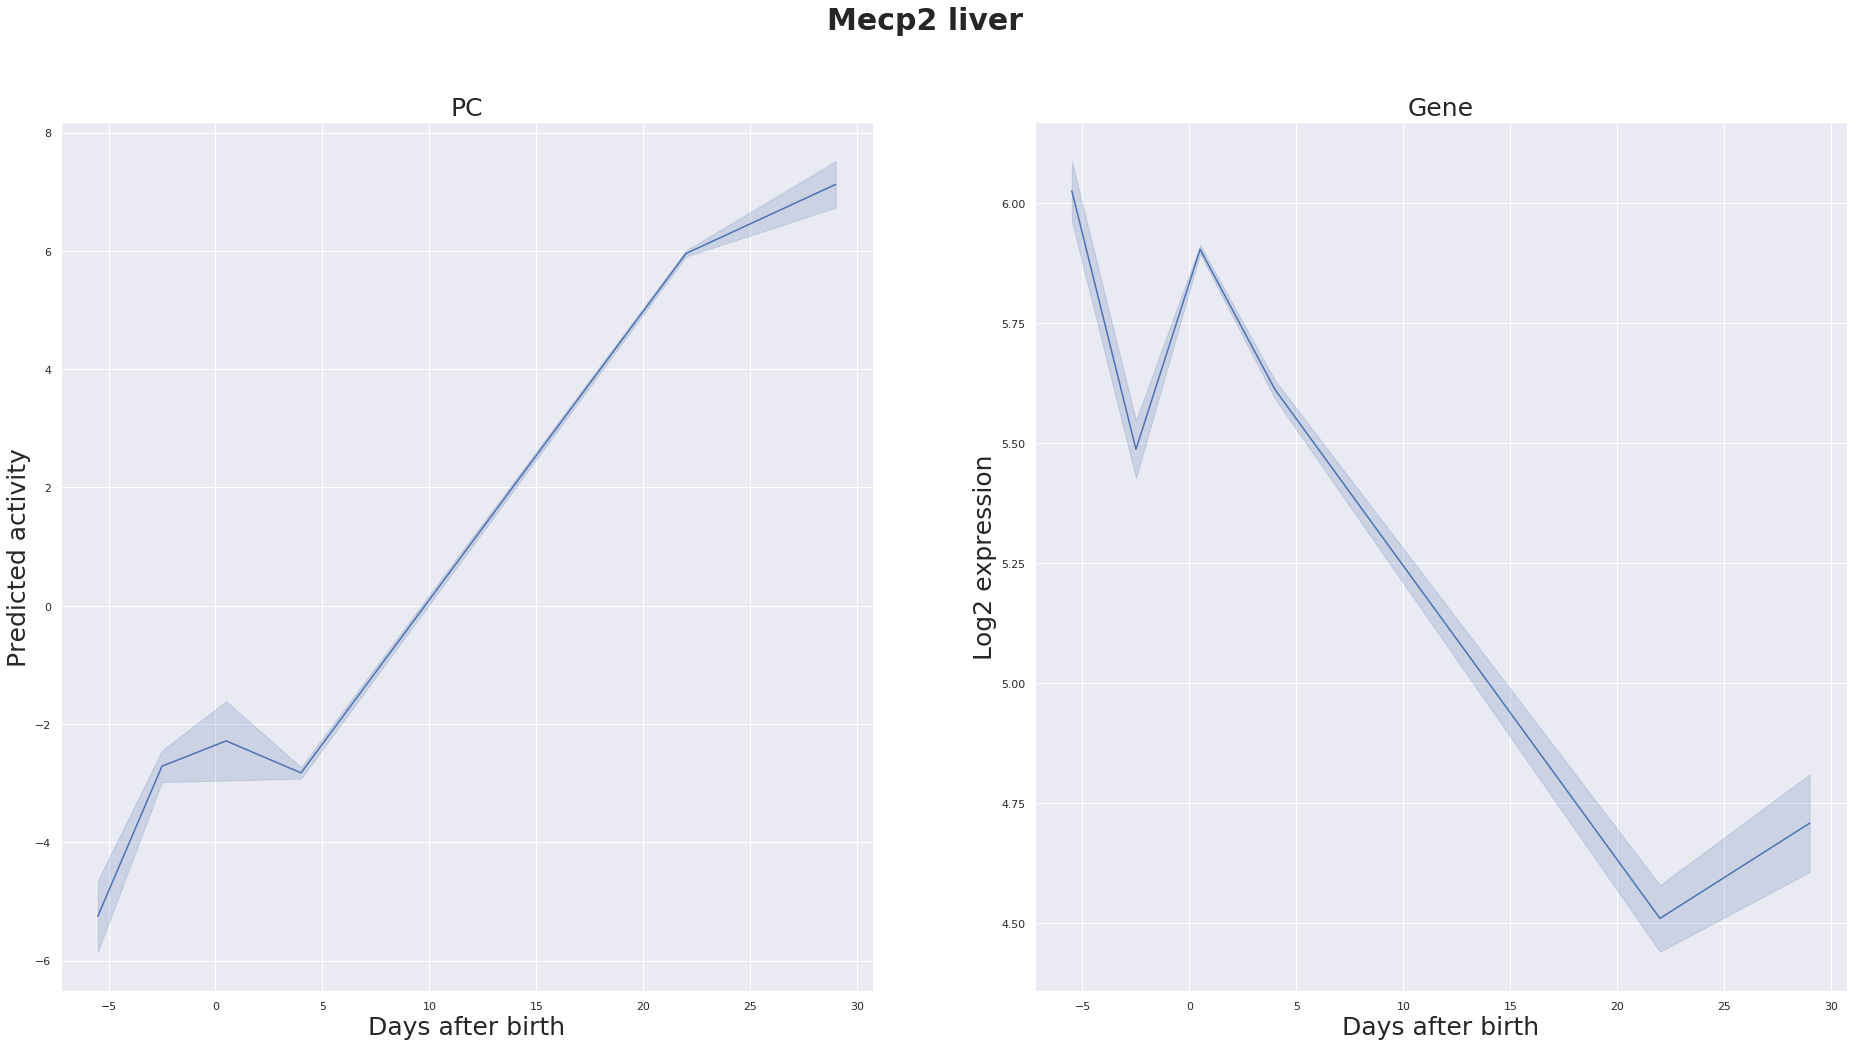 Mecp2 liver
PC
8
6
4
2
0
−2
−4
−6
Predicted activity
−5 0 5 10 15 20 25 30
Days after birth
Gene
6.00
5.75
5.50
5.25
5.00
4.75
4.50
Log2 expression
−5 0 5 10 15 20 25 30
Days after birth